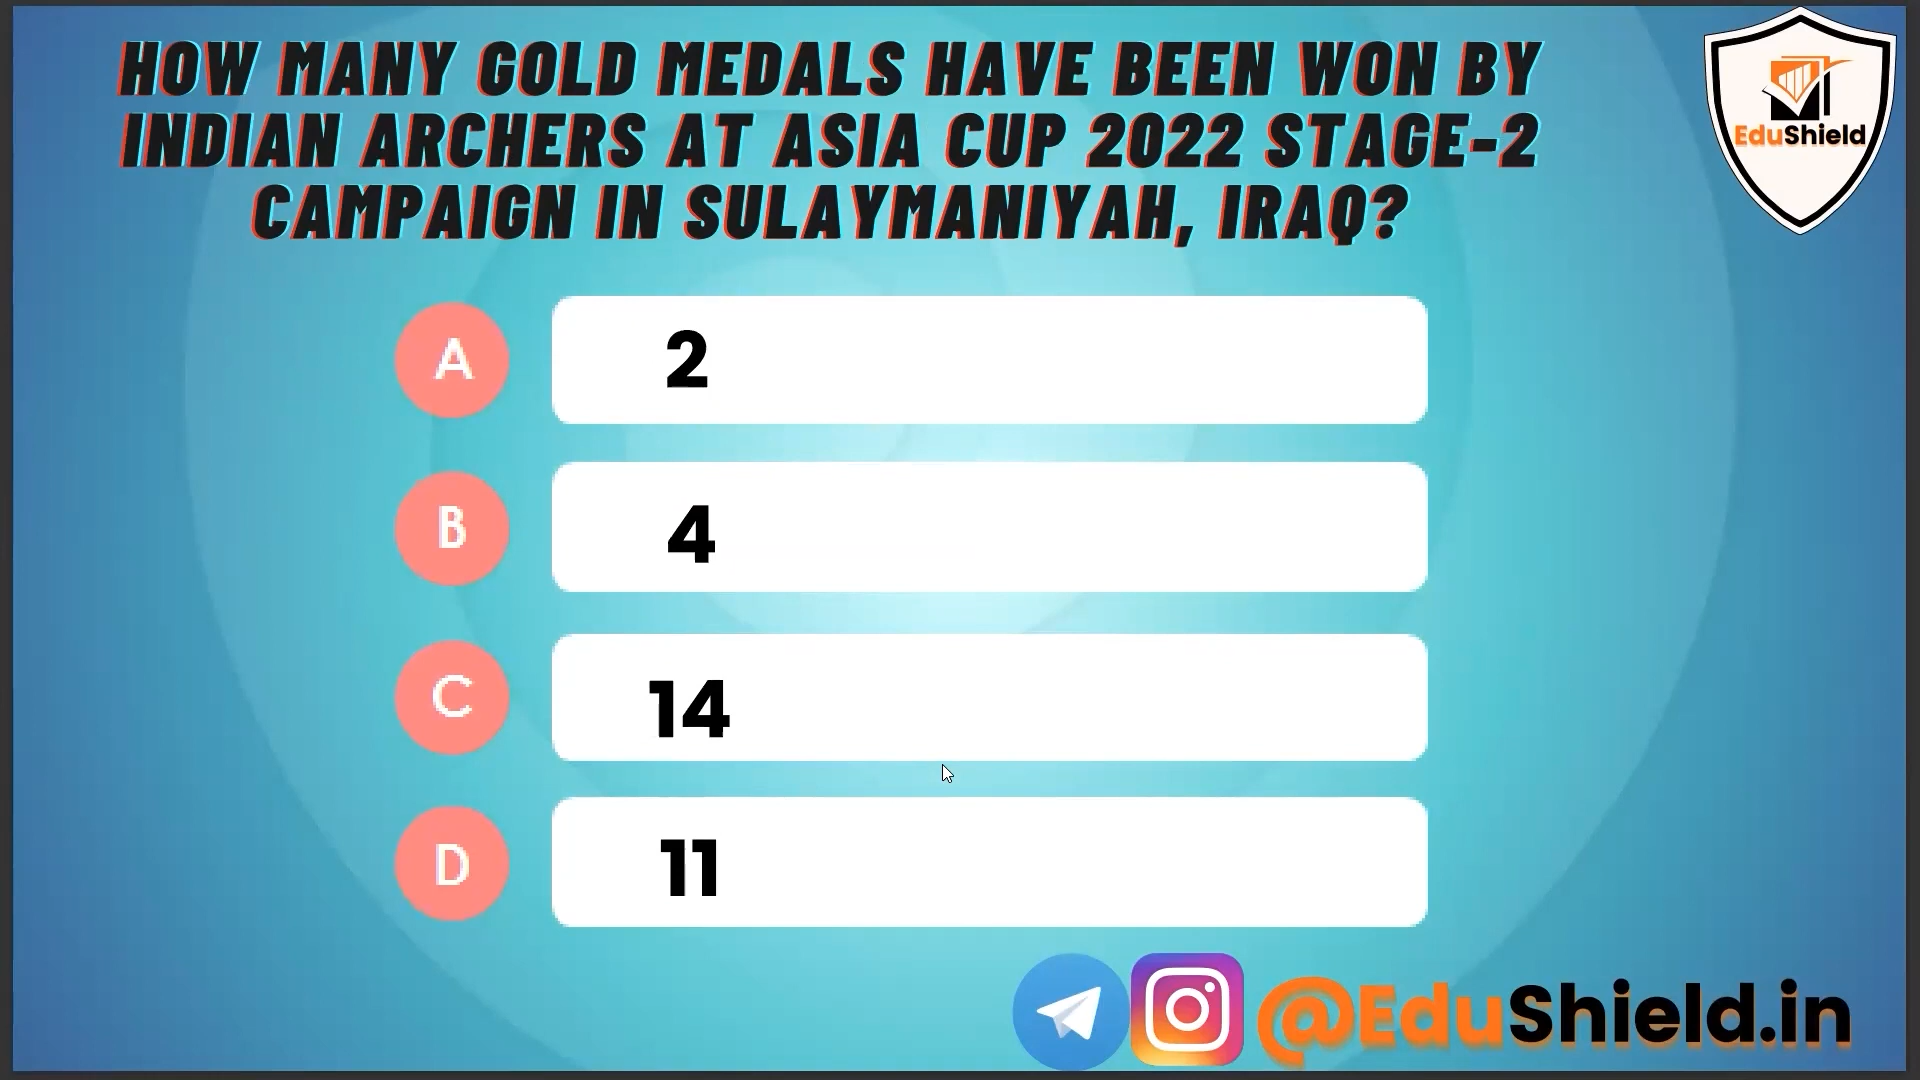 HOW MANY GOLD MEDALS HAVE BEEN WON BY
INDIAN ARCHERS AT ASIA CUP 2022 STAGE-2
CAMPAIGN IN SULAYMANIYAH, IRAQ?
EduShield
A 2
B 4
C 14
D 11
@EduShield.in